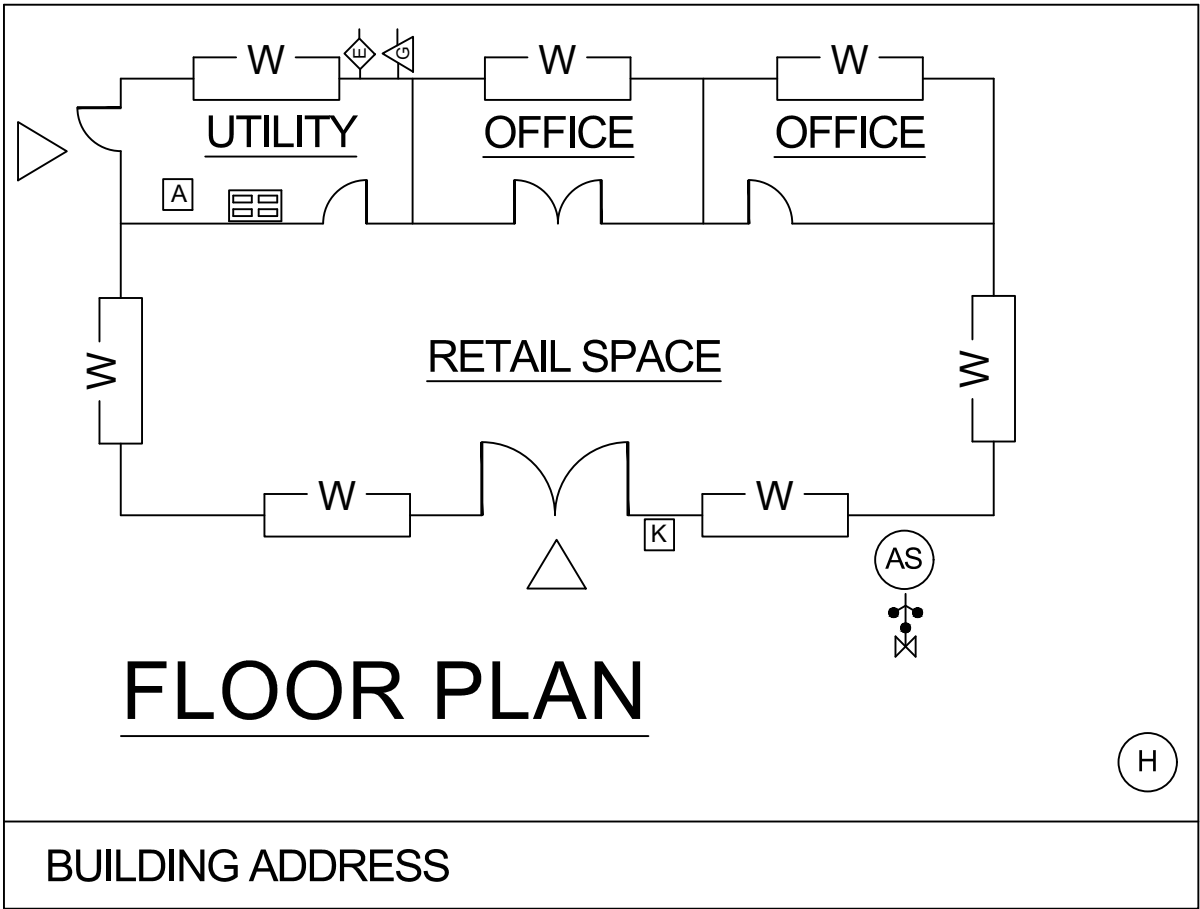 W E G W W
UTILITY OFFICE OFFICE
A
RETAIL SPACE
W W
W W
K
AS
FLOOR PLAN
H
BUILDING ADDRESS